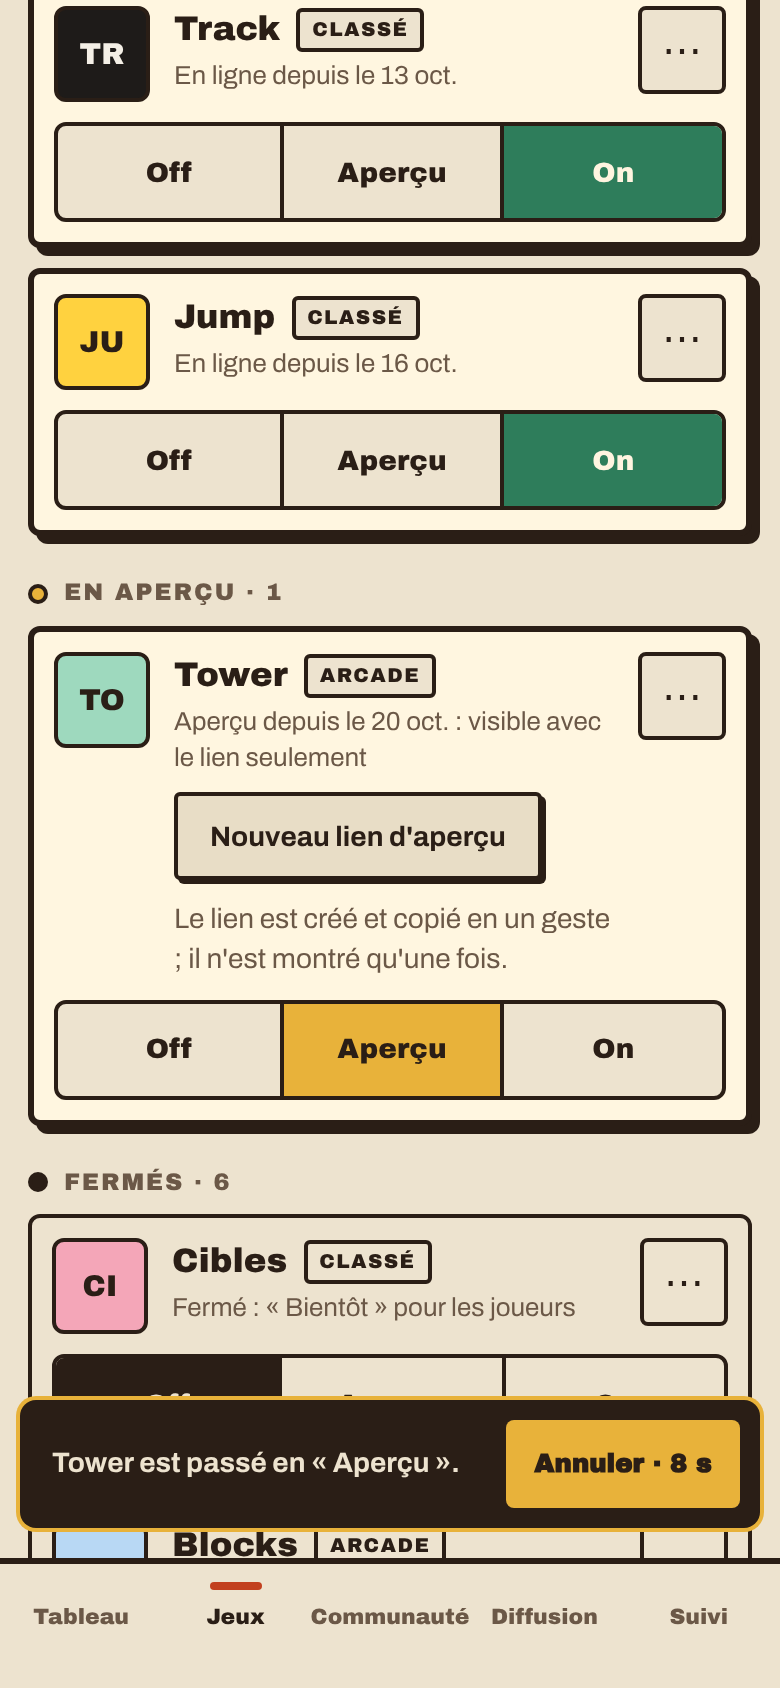 TR
Track CLASSÉ
En ligne depuis le 13 oct.
...
Off Aperçu On
JU
Jump CLASSÉ
En ligne depuis le 16 oct.
...
Off Aperçu On
EN APERÇU · 1
TO
Tower ARCADE
Aperçu depuis le 20 oct. : visible avec
le lien seulement
...
Nouveau lien d'aperçu
Le lien est créé et copié en un geste
; il n'est montré qu'une fois.
Off Aperçu On
FERMÉS · 6
CI
Cibles CLASSÉ
Fermé : « Bientôt » pour les joueurs
...
Tower est passé en « Aperçu ».
Annuler · 8 s
Blocks ARCADE
Tableau Jeux Communauté Diffusion Suivi